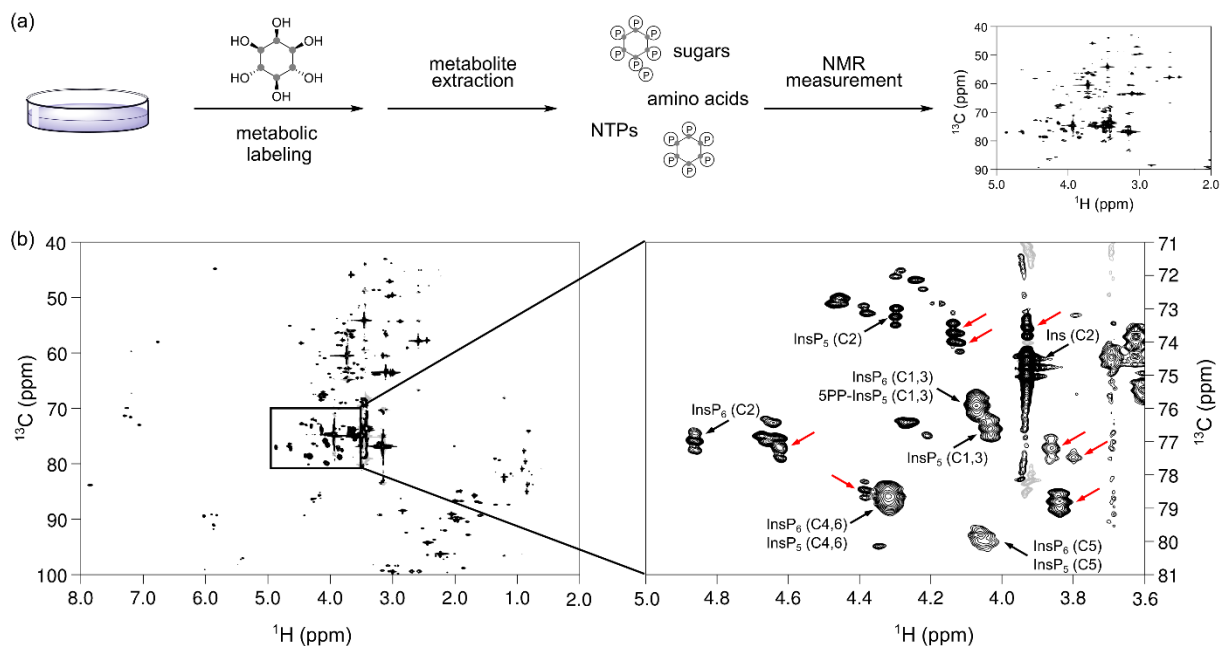 (a)
OH
HO
OH
HO
OH
OH
metabolic
labeling
metabolite
extraction
P
P
P
P
P
P
P
sugars
amino acids
NTPs
P
P
P
P
P
P
NMR
measurement
¹³C (ppm)
40
50
60
70
80
90
5.0
4.0
3.0
2.0
¹H (ppm)
(b)
¹³C (ppm)
40
50
60
70
80
90
100
8.0
7.0
6.0
5.0
4.0
3.0
2.0
1.0
¹H (ppm)
InsP₅ (C2)
Ins (C2)
InsP₆ (C1,3)
5PP-InsP₅ (C1,3)
InsP₆ (C2)
InsP₅ (C1,3)
InsP₆ (C4,6)
InsP₅ (C4,6)
InsP₆ (C5)
InsP₅ (C5)
71
72
73
74
75
76
77
78
79
80
81
¹³C (ppm)
5.0
4.8
4.6
4.4
4.2
4.0
3.8
3.6
¹H (ppm)